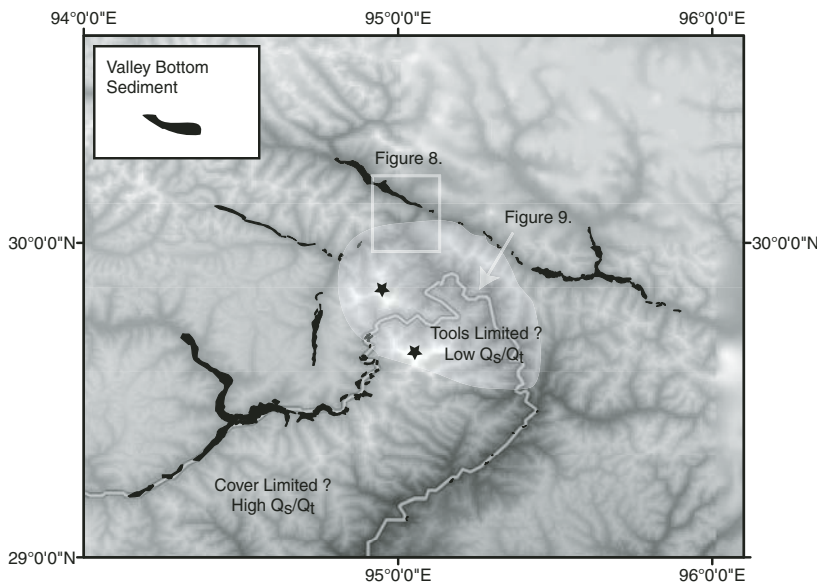 94°0'0"E
95°0'0"E
96°0'0"E
Valley Bottom
Sediment
Figure 8.
Figure 9.
30°0'0"N
30°0'0"N
Tools Limited ?
Low Qs/Qt
Cover Limited ?
High Qs/Qt
29°0'0"N
95°0'0"E
96°0'0"E